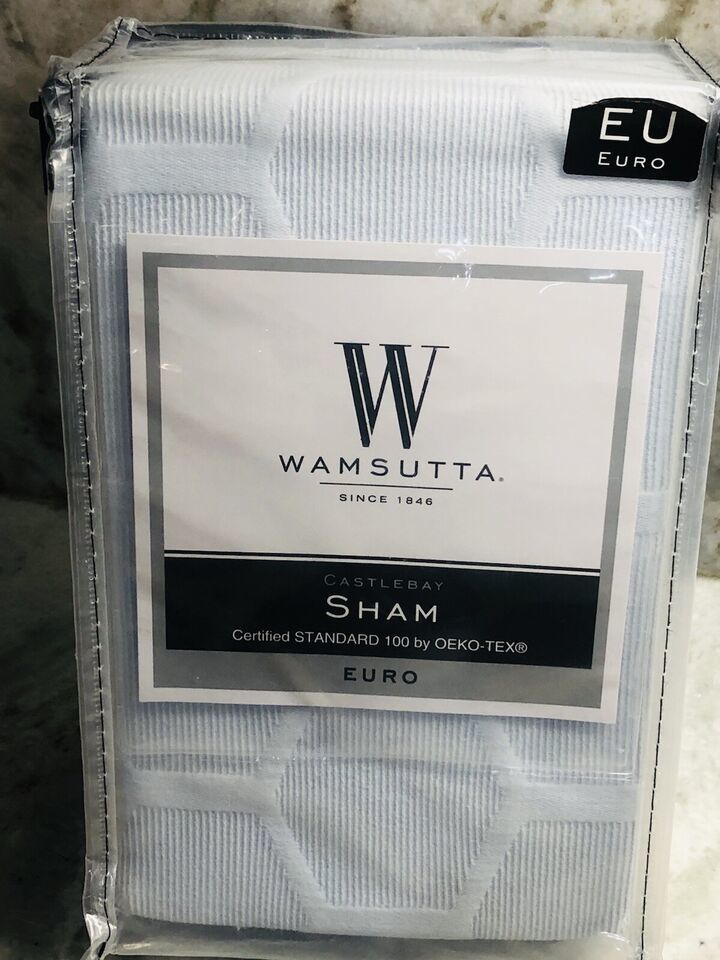 EU
EURO
W
WAMSUTTA®
SINCE 1846
CASTLEBAY
SHAM
Certified STANDARD 100 by OEKO-TEX®
EURO